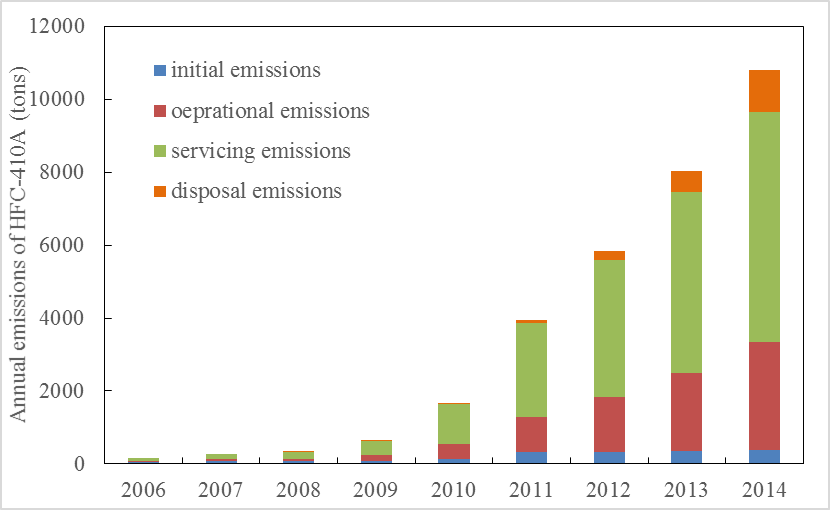 Annual emissions of HFC-410A (tons)
12000
10000
8000
6000
4000
2000
0
initial emissions
oeprational emissions
servicing emissions
disposal emissions
2006 2007 2008 2009 2010 2011 2012 2013 2014